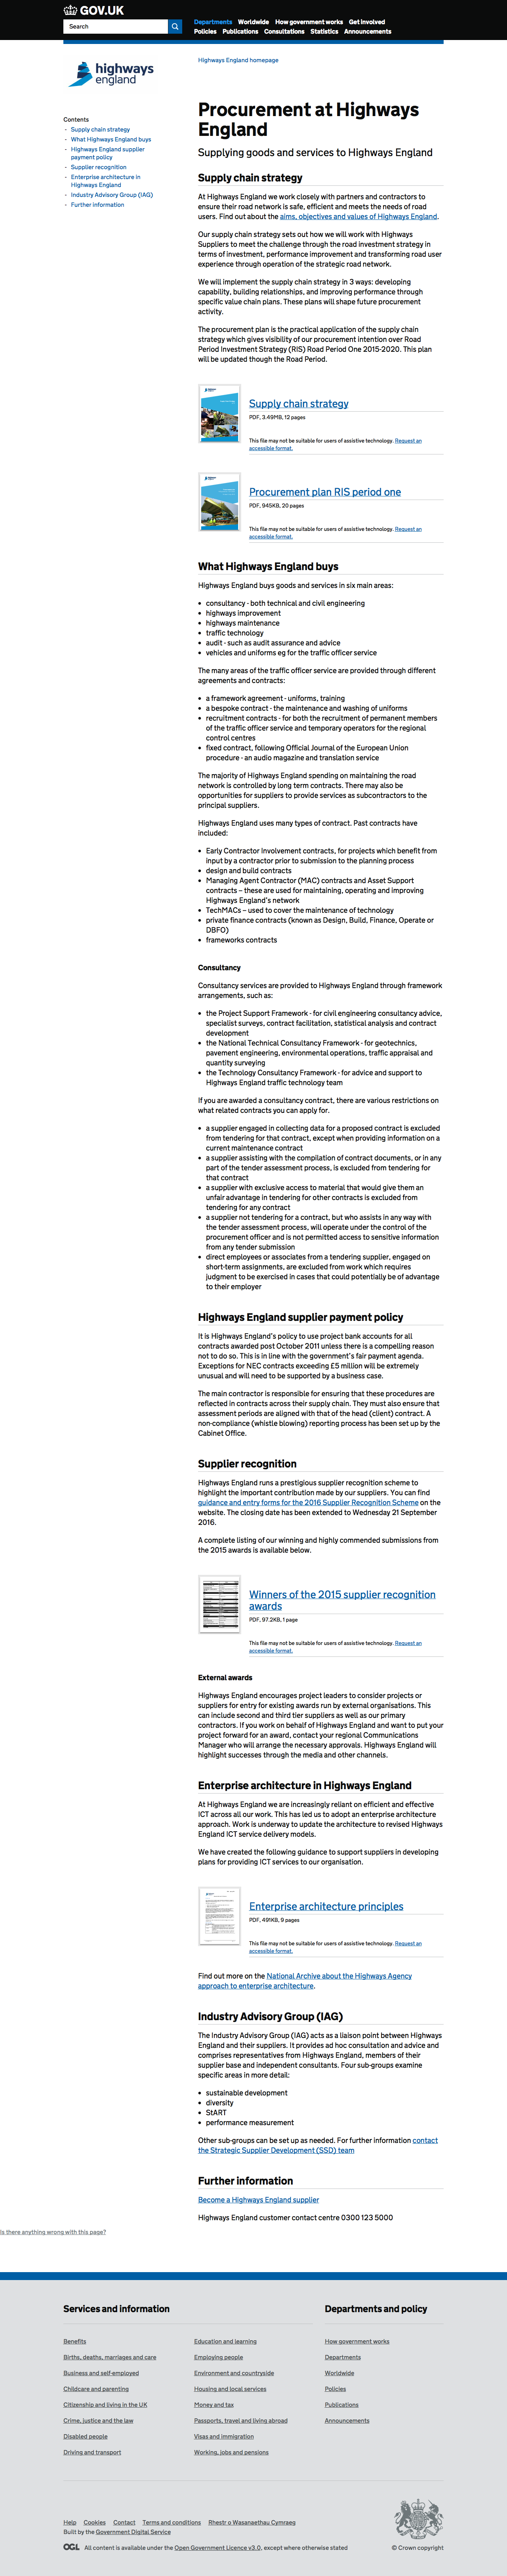 GOV.UK
Search
Departments Worldwide How government works Get involved
Policies Publications Consultations Statistics Announcements
highways
england
Highways England homepage
Contents
- Supply chain strategy
- What Highways England buys
- Highways England supplier
payment policy
- Supplier recognition
- Enterprise architecture in
Highways England
- Industry Advisory Group (IAG)
- Further information
Procurement at Highways
England
Supplying goods and services to Highways England
Supply chain strategy
At Highways England we work closely with partners and contractors to
ensure their road network is safe, efficient and meets the needs of road
users. Find out about the aims, objectives and values of Highways England.
Our supply chain strategy sets out how we will work with Highways
Suppliers to meet the challenge through the road investment strategy in
terms of investment, performance improvement and transforming road user
experience through operation of the strategic road network.
We will implement the supply chain strategy in 3 ways: developing
capability, building relationships, and improving performance through
specific value chain plans. These plans will shape future procurement
activity.
The procurement plan is the practical application of the supply chain
strategy which gives visibility of our procurement intention over Road
Period Investment Strategy (RIS) Road Period One 2015-2020. This plan
will be updated though the Road Period.
Supply chain strategy
PDF, 3.49MB, 12 pages
This file may not be suitable for users of assistive technology. Request an
accessible format.
Procurement plan RIS period one
PDF, 945KB, 20 pages
This file may not be suitable for users of assistive technology. Request an
accessible format.
What Highways England buys
Highways England buys goods and services in six main areas:
• consultancy - both technical and civil engineering
• highways improvement
• highways maintenance
• traffic technology
• audit - such as audit assurance and advice
• vehicles and uniforms eg for the traffic officer service
The many areas of the traffic officer service are provided through different
agreements and contracts:
• a framework agreement - uniforms, training
• a bespoke contract - the maintenance and washing of uniforms
• recruitment contracts - for both the recruitment of permanent members
of the traffic officer service and temporary operators for the regional
control centres
• fixed contract, following Official Journal of the European Union
procedure - an audio magazine and translation service
The majority of Highways England spending on maintaining the road
network is controlled by long term contracts. There may also be
opportunities for suppliers to provide services as subcontractors to the
principal suppliers.
Highways England uses many types of contract. Past contracts have
included:
• Early Contractor Involvement contracts, for projects which benefit from
input by a contractor prior to submission to the planning process
• design and build contracts
• Managing Agent Contractor (MAC) contracts and Asset Support
contracts – these are used for maintaining, operating and improving
Highways England's network
• TechMACs – used to cover the maintenance of technology
• private finance contracts (known as Design, Build, Finance, Operate or
DBFO)
• frameworks contracts
Consultancy
Consultancy services are provided to Highways England through framework
arrangements, such as:
• the Project Support Framework - for civil engineering consultancy advice,
specialist surveys, contract facilitation, statistical analysis and contract
development
• the National Technical Consultancy Framework - for geotechnics,
pavement engineering, environmental operations, traffic appraisal and
quantity surveying
• the Technology Consultancy Framework - for advice and support to
Highways England traffic technology team
If you are awarded a consultancy contract, there are various restrictions on
what related contracts you can apply for.
• a supplier engaged in collecting data for a proposed contract is excluded
from tendering for that contract, except when providing information on a
current maintenance contract
• a supplier assisting with the compilation of contract documents, or in any
part of the tender assessment process, is excluded from tendering for
that contract
• a supplier with exclusive access to material that would give them an
unfair advantage in tendering for other contracts is excluded from
tendering for any contract
• a supplier not tendering for a contract, but who assists in any way with
the tender assessment process, will operate under the control of the
procurement officer and is not permitted access to sensitive information
from any tender submission
• direct employees or associates from a tendering supplier, engaged on
short-term assignments, are excluded from work which requires
judgment to be exercised in cases that could potentially be of advantage
to their employer
Highways England supplier payment policy
It is Highways England's policy to use project bank accounts for all
contracts awarded post October 2011 unless there is a compelling reason
not to do so. This is in line with the government's fair payment agenda.
Exceptions for NEC contracts exceeding £5 million will be extremely
unusual and will need to be supported by a business case.
The main contractor is responsible for ensuring that these procedures are
reflected in contracts across their supply chain. They must also ensure that
assessment periods are aligned with that of the head (client) contract. A
non-compliance (whistle blowing) reporting process has been set up by the
Cabinet Office.
Supplier recognition
Highways England runs a prestigious supplier recognition scheme to
highlight the important contribution made by our suppliers. You can find
guidance and entry forms for the 2016 Supplier Recognition Scheme on the
website. The closing date has been extended to Wednesday 21 September
2016.
A complete listing of our winning and highly commended submissions from
the 2015 awards is available below.
Winners of the 2015 supplier recognition
awards
PDF, 97.2KB, 1 page
This file may not be suitable for users of assistive technology. Request an
accessible format.
External awards
Highways England encourages project leaders to consider projects or
suppliers for entry for existing awards run by external organisations. This
can include second and third tier suppliers as well as our primary
contractors. If you work on behalf of Highways England and want to put your
project forward for an award, contact your regional Communications
Manager who will arrange the necessary approvals. Highways England will
highlight successes through the media and other channels.
Enterprise architecture in Highways England
At Highways England we are increasingly reliant on efficient and effective
ICT across all our work. This has led us to adopt an enterprise architecture
approach. Work is underway to update the architecture to revised Highways
England ICT service delivery models.
We have created the following guidance to support suppliers in developing
plans for providing ICT services to our organisation.
Enterprise architecture principles
PDF, 491KB, 9 pages
This file may not be suitable for users of assistive technology. Request an
accessible format.
Find out more on the National Archive about the Highways Agency
approach to enterprise architecture.
Industry Advisory Group (IAG)
The Industry Advisory Group (IAG) acts as a liaison point between Highways
England and their suppliers. It provides ad hoc consultation and advice and
comprises representatives from Highways England, members of their
supplier base and independent consultants. Four sub-groups examine
specific areas in more detail:
• sustainable development
• diversity
• StART
• performance measurement
Other sub-groups can be set up as needed. For further information contact
the Strategic Supplier Development (SSD) team
Further information
Become a Highways England supplier
Highways England customer contact centre 0300 123 5000
Is there anything wrong with this page?
Services and information
Benefits
Births, deaths, marriages and care
Business and self-employed
Childcare and parenting
Citizenship and living in the UK
Crime, justice and the law
Disabled people
Driving and transport
Education and learning
Employing people
Environment and countryside
Housing and local services
Money and tax
Passports, travel and living abroad
Visas and immigration
Working, jobs and pensions
Departments and policy
How government works
Departments
Worldwide
Policies
Publications
Announcements
Help Cookies Contact Terms and conditions Rhestr o Wasanaethau Cymraeg
Built by the Government Digital Service
OGL All content is available under the Open Government Licence v3.0, except where otherwise stated
© Crown copyright